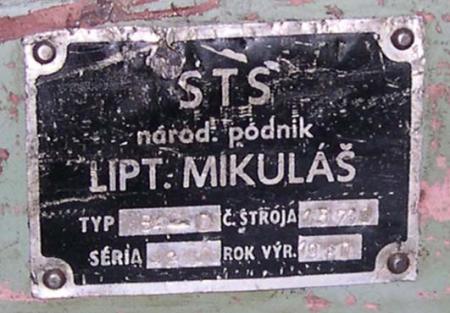 STS
národ. podnik
LIPT. MIKULÁŠ
TYP Č. STROJA
SÉRIA ROK VÝR.